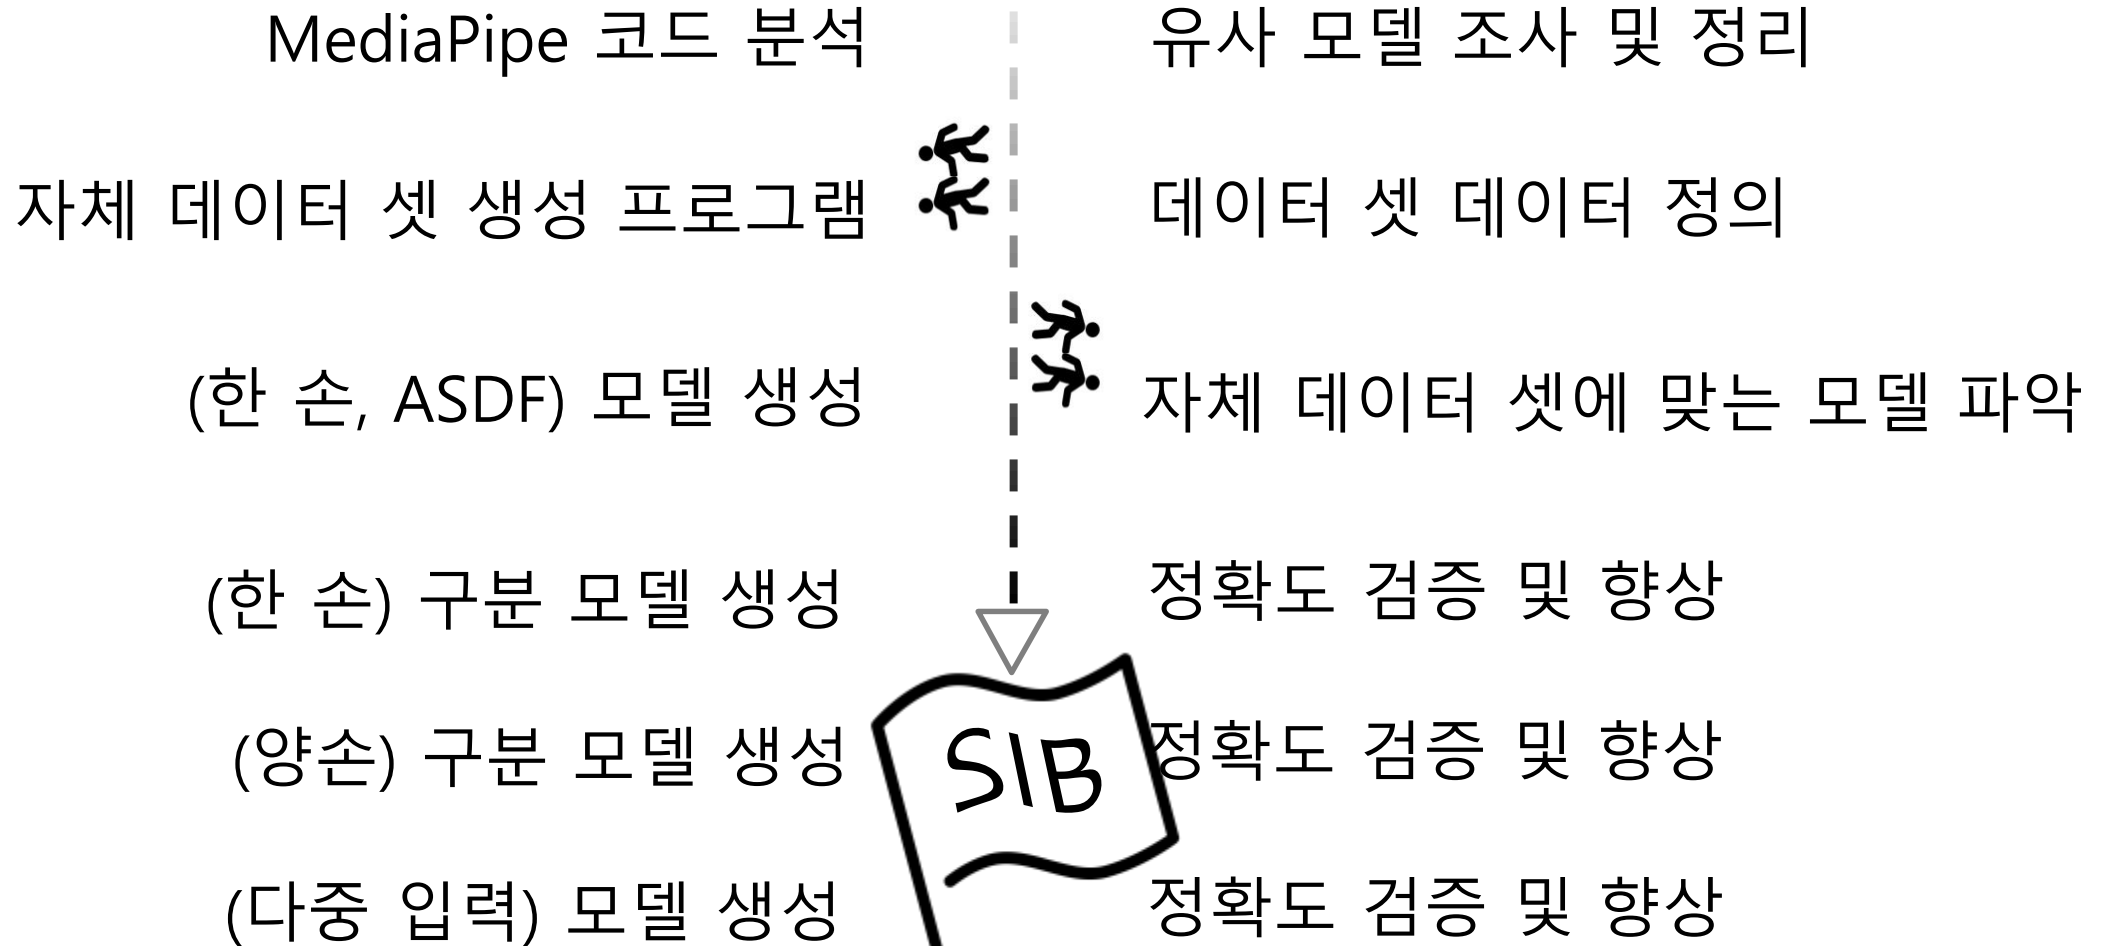 MediaPipe 코드 분석
유사 모델 조사 및 정리
자체 데이터 셋 생성 프로그램
데이터 셋 데이터 정의
(한 손, ASDF) 모델 생성
자체 데이터 셋에 맞는 모델 파악
(한 손) 구분 모델 생성
정확도 검증 및 향상
(양손) 구분 모델 생성
SIB
정확도 검증 및 향상
(다중 입력) 모델 생성
정확도 검증 및 향상